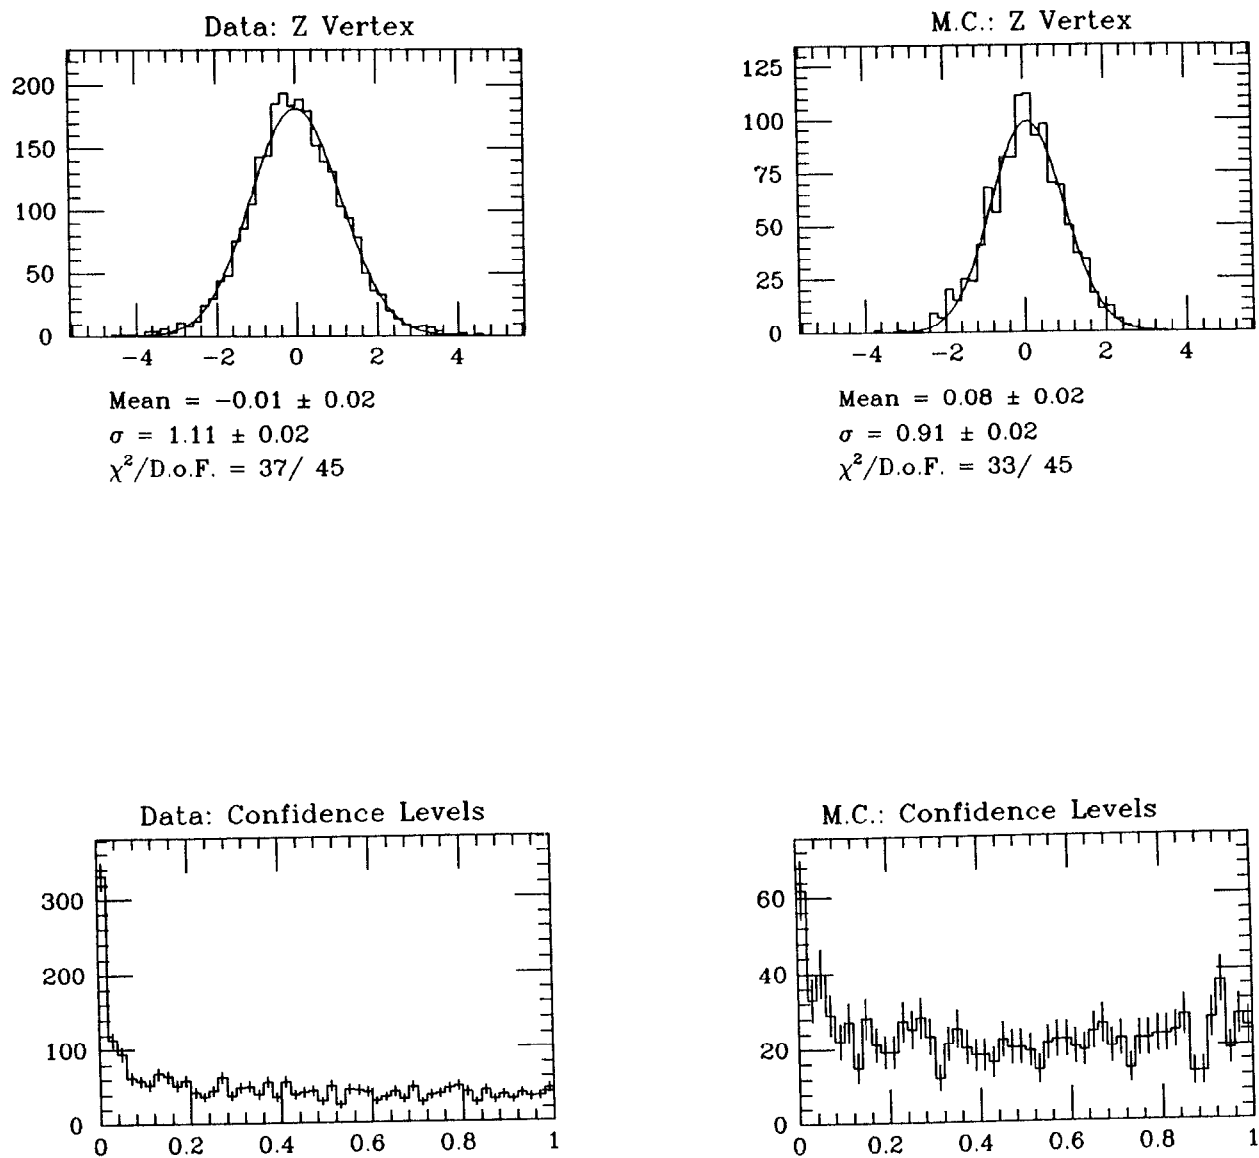 Data: Z Vertex
200
150
100
50
0
-4 -2 0 2 4
Mean = -0.01 ± 0.02
σ = 1.11 ± 0.02
χ²/D.o.F. = 37/ 45
M.C.: Z Vertex
125
100
75
50
25
0
-4 -2 0 2 4
Mean = 0.08 ± 0.02
σ = 0.91 ± 0.02
χ²/D.o.F. = 33/ 45
Data: Confidence Levels
300
200
100
0
0 0.2 0.4 0.6 0.8 1
M.C.: Confidence Levels
60
40
20
0
0 0.2 0.4 0.6 0.8 1